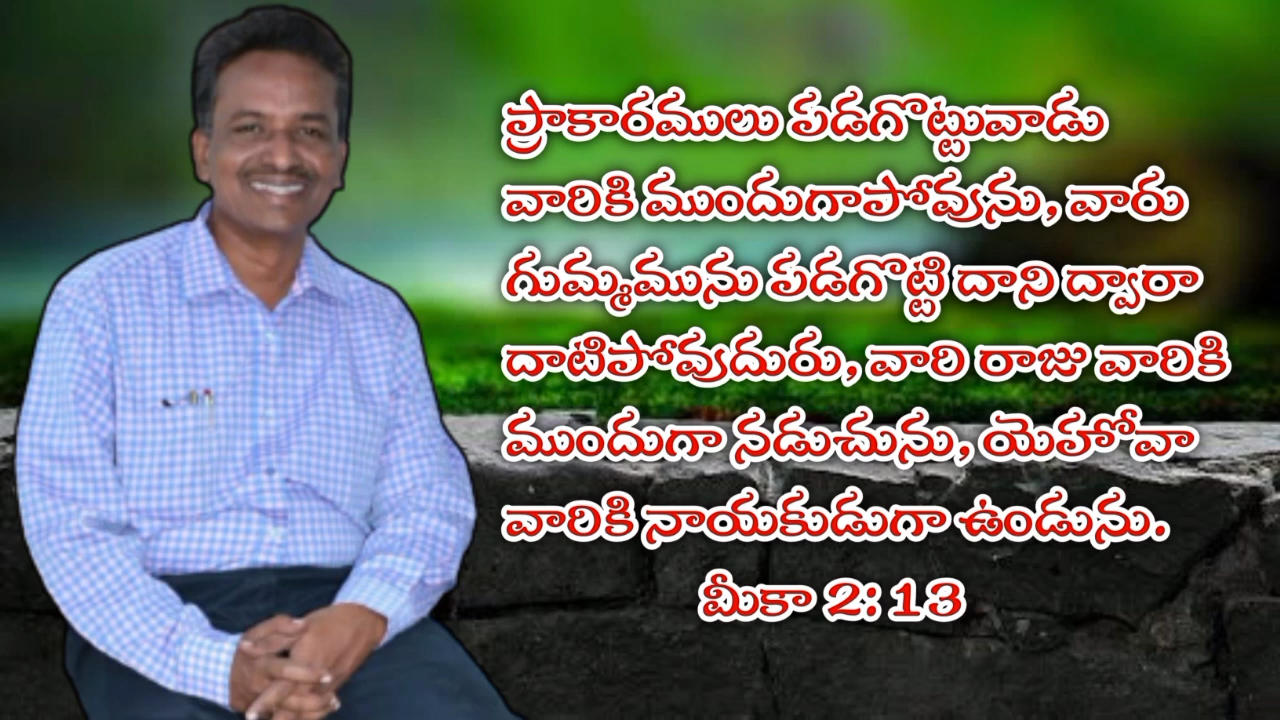 ప్రాకారములు పడగొట్టువాడు
వారికి ముందుగాపోవును, వారు
గుమ్మమును పడగొట్టి దాని ద్వారా
దాటిపోవుదురు, వారి రాజు వారికి
ముందుగా నడుచును, యెహోవా
వారికి నాయకుడుగా ఉండును.
మీకా 2: 13